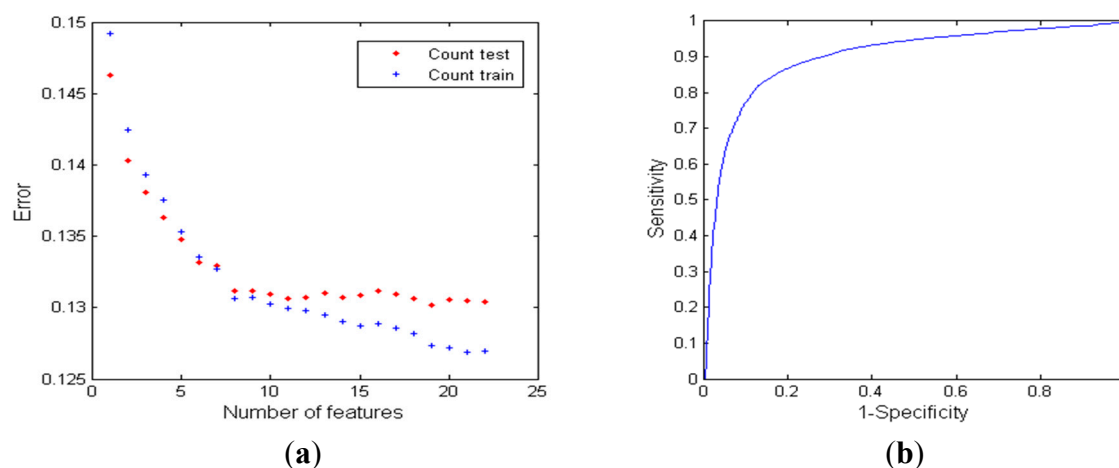 0.15
0.145
0.14
0.135
0.13
0.125
Error
0 5 10 15 20 25
Number of features
Count test
Count train
(a)
1
0.9
0.8
0.7
0.6
0.5
0.4
0.3
0.2
0.1
0
Sensitivity
0 0.2 0.4 0.6 0.8
1-Specificity
(b)